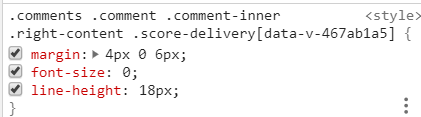 .comments .comment .comment-inner <style>
.right-content .score-delivery[data-v-467ab1a5] {
margin: 4px 0 6px;
font-size: 0;
line-height: 18px;
}